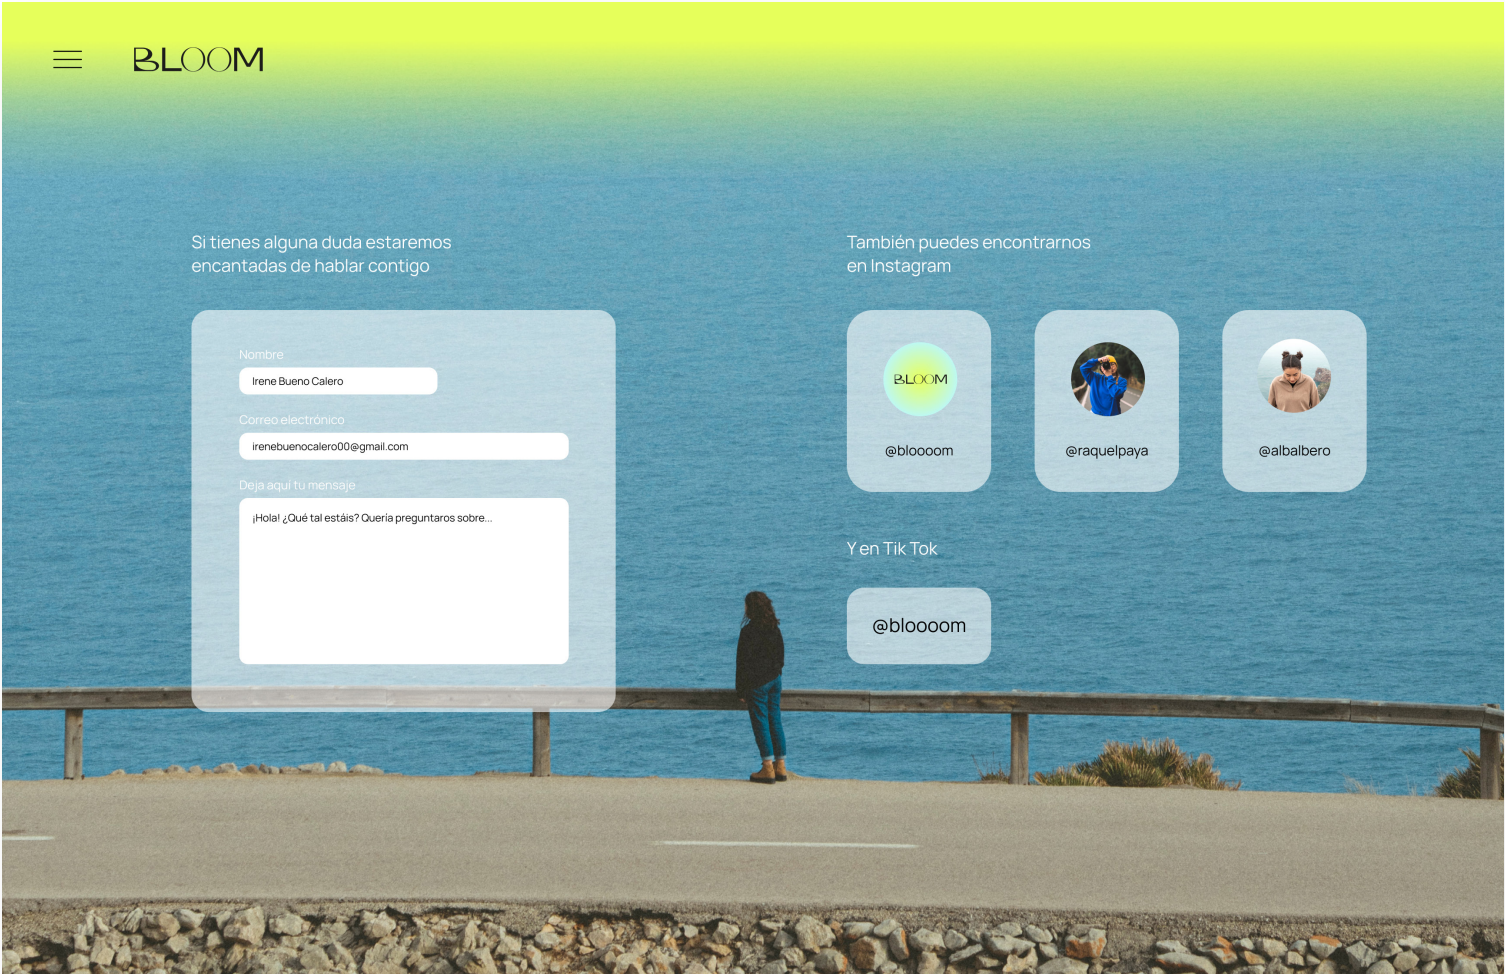 BLOOM
Si tienes alguna duda estaremos
encantadas de hablar contigo
Nombre
Irene Bueno Calero
Correo electrónico
irenebuenocalero00@gmail.com
Deja aquí tu mensaje
¡Hola! ¿Qué tal estáis? Quería preguntaros sobre...
También puedes encontrarnos
en Instagram
BLOOM
@bloooom
@raquelpaya
@albalbero
Y en Tik Tok
@bloooom